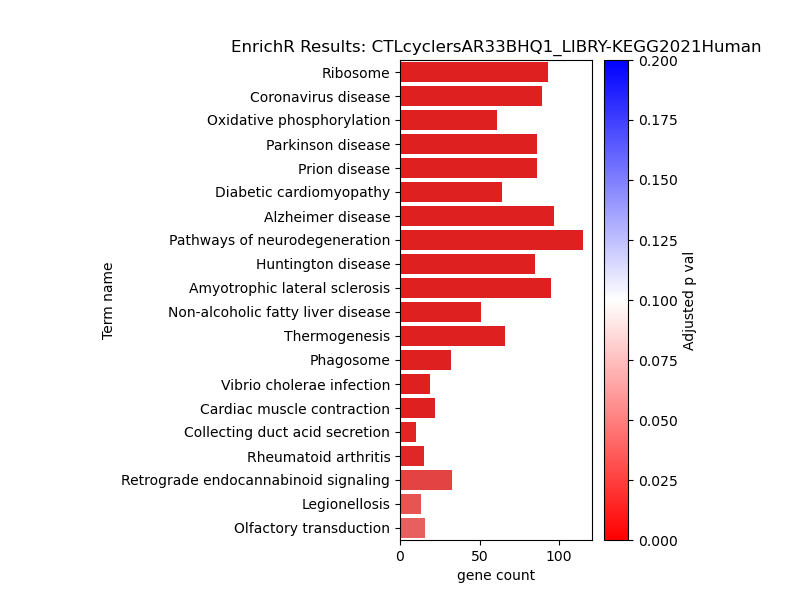 EnrichR Results: CTLcyclersAR33BHQ1_LIBRY-KEGG2021Human
Ribosome
Coronavirus disease
Oxidative phosphorylation
Parkinson disease
Prion disease
Diabetic cardiomyopathy
Alzheimer disease
Pathways of neurodegeneration
Huntington disease
Amyotrophic lateral sclerosis
Non-alcoholic fatty liver disease
Thermogenesis
Phagosome
Vibrio cholerae infection
Cardiac muscle contraction
Collecting duct acid secretion
Rheumatoid arthritis
Retrograde endocannabinoid signaling
Legionellosis
Olfactory transduction
Term name
0 50 100
gene count
0.200
0.175
0.150
0.125
0.100
0.075
0.050
0.025
0.000
Adjusted p val